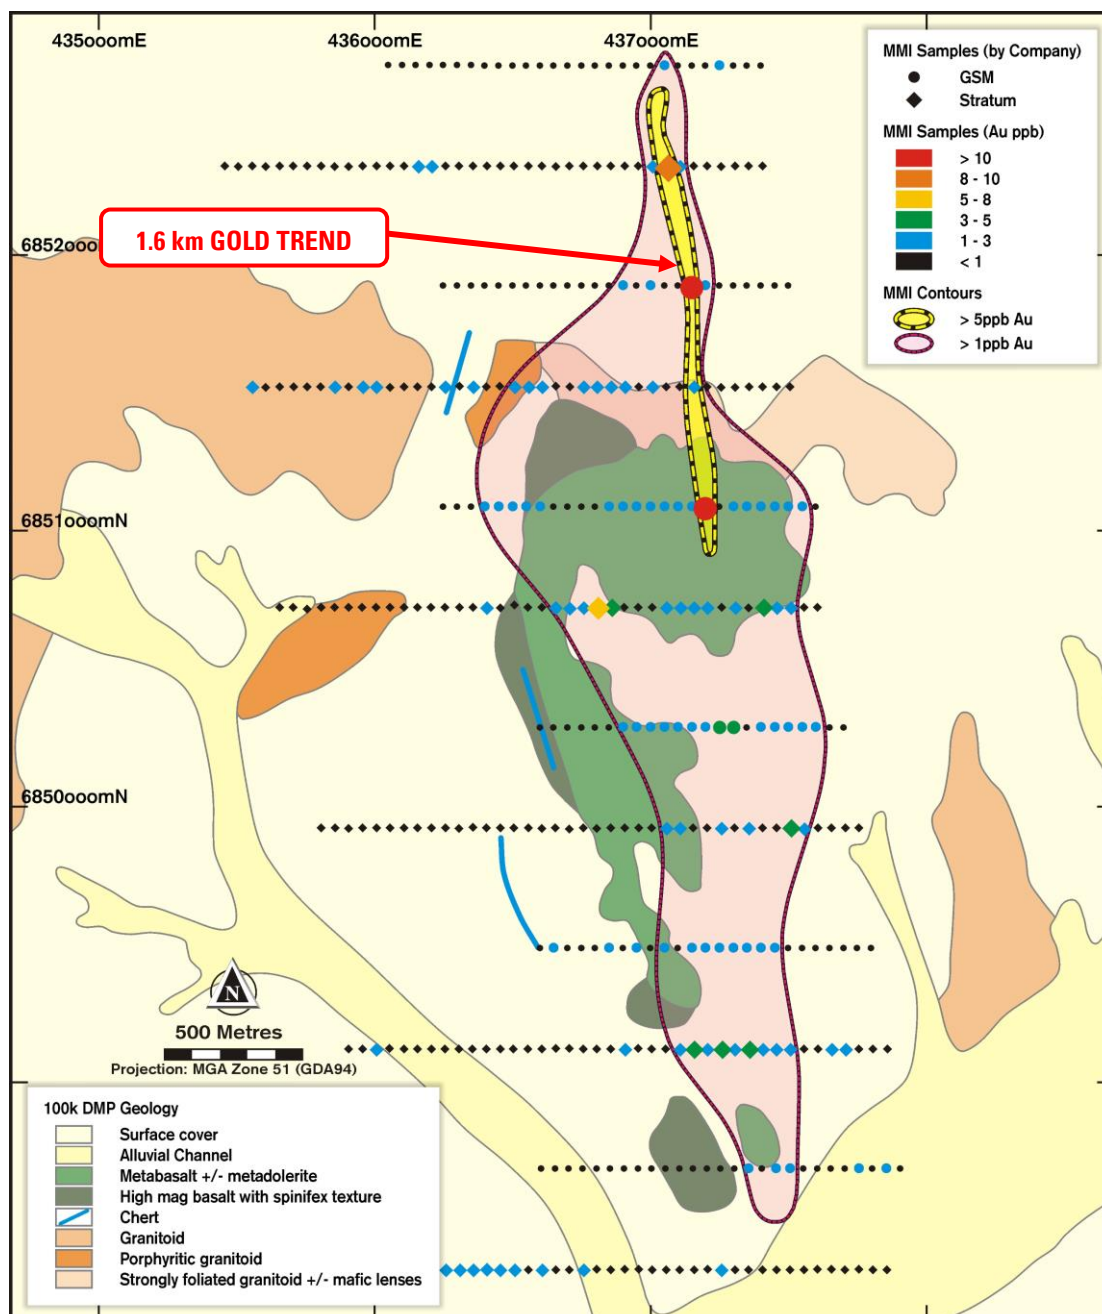 435000mE 436000mE 437000mE
MMI Samples (by Company)
GSM
Stratum
MMI Samples (Au ppb)
> 10
8 - 10
5 - 8
3 - 5
1 - 3
< 1
MMI Contours
> 5ppb Au
> 1ppb Au
1.6 km GOLD TREND
6852000
6851000mN
6850000mN
N
500 Metres
Projection: MGA Zone 51 (GDA94)
100k DMP Geology
Surface cover
Alluvial Channel
Metabasalt +/- metadolerite
High mag basalt with spinifex texture
Chert
Granitoid
Porphyritic granitoid
Strongly foliated granitoid +/- mafic lenses